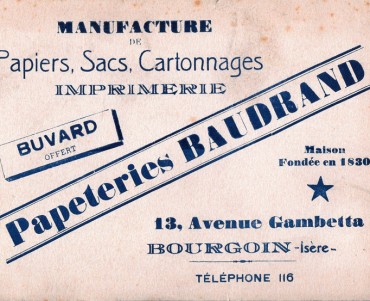 MANUFACTURE
DE
Papiers, Sacs, Cartonnages
IMPRIMERIE
BUVARD
OFFERT
Papeteries BAUDRAND
Maison
Fondée en 1830
13, Avenue Gambetta
BOURGOIN -isère-
TÉLÉPHONE 116